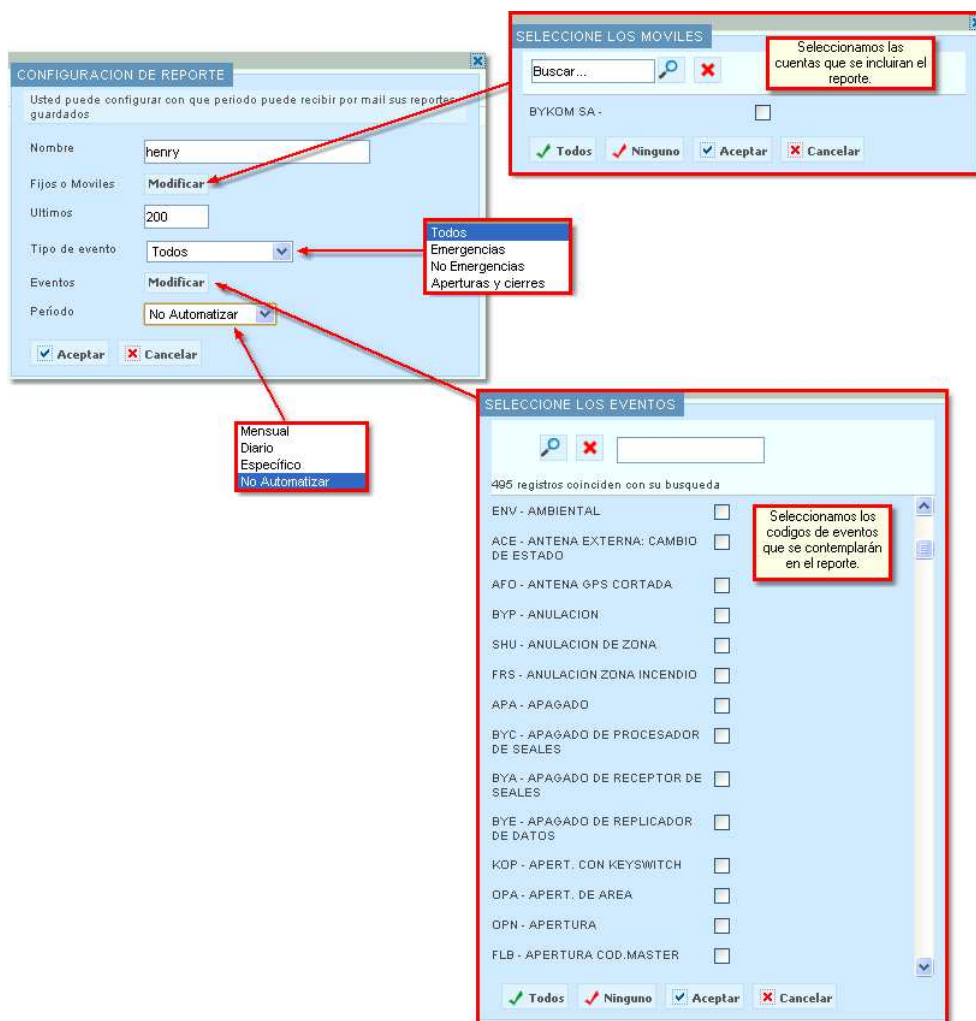 CONFIGURACION DE REPORTE
Usted puede configurar con que periodo puede recibir por mail sus reportes
guardados
Nombre
henry
Fijos o Moviles
Modificar
Ultimos
200
Tipo de evento
Todos
Eventos
Modificar
Período
No Automatizar
Aceptar
Cancelar
SELECCIONE LOS MOVILES
Buscar...
Seleccionamos las
cuentas que se incluiran el
reporte.
BYKOM SA -
Todos
Ninguno
Aceptar
Cancelar
Todos
Emergencias
No Emergencias
Aperturas y cierres
Mensual
Diario
Específico
No Automatizar
SELECCIONE LOS EVENTOS
495 registros coinciden con su busqueda
Seleccionamos los
codigos de eventos
que se contemplarán
en el reporte.
ENV - AMBIENTAL
ACE - ANTENA EXTERNA: CAMBIO
DE ESTADO
AFO - ANTENA GPS CORTADA
BYP - ANULACION
SHU - ANULACION DE ZONA
FRS - ANULACION ZONA INCENDIO
APA - APAGADO
BYC - APAGADO DE PROCESADOR
DE SEALES
BYA - APAGADO DE RECEPTOR DE
SEALES
BYE - APAGADO DE REPLICADOR
DE DATOS
KOP - APERT. CON KEYSWITCH
OPA - APERT. DE AREA
OPN - APERTURA
FLB - APERTURA COD.MASTER
Todos
Ninguno
Aceptar
Cancelar